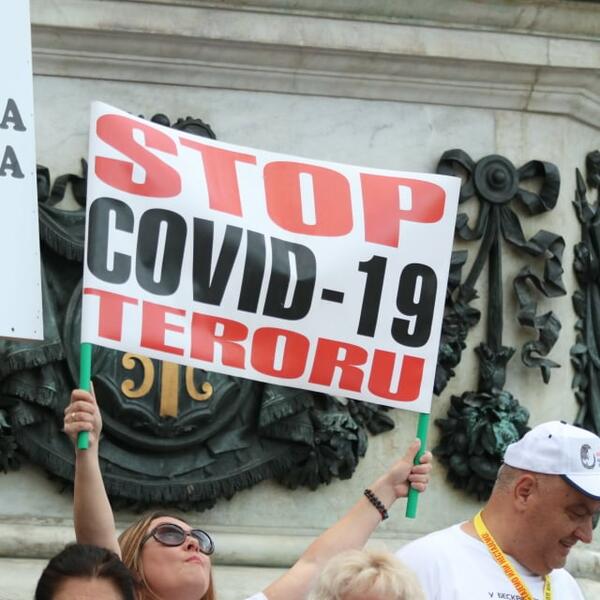 А
А
STOP
COVID-19
TERORU